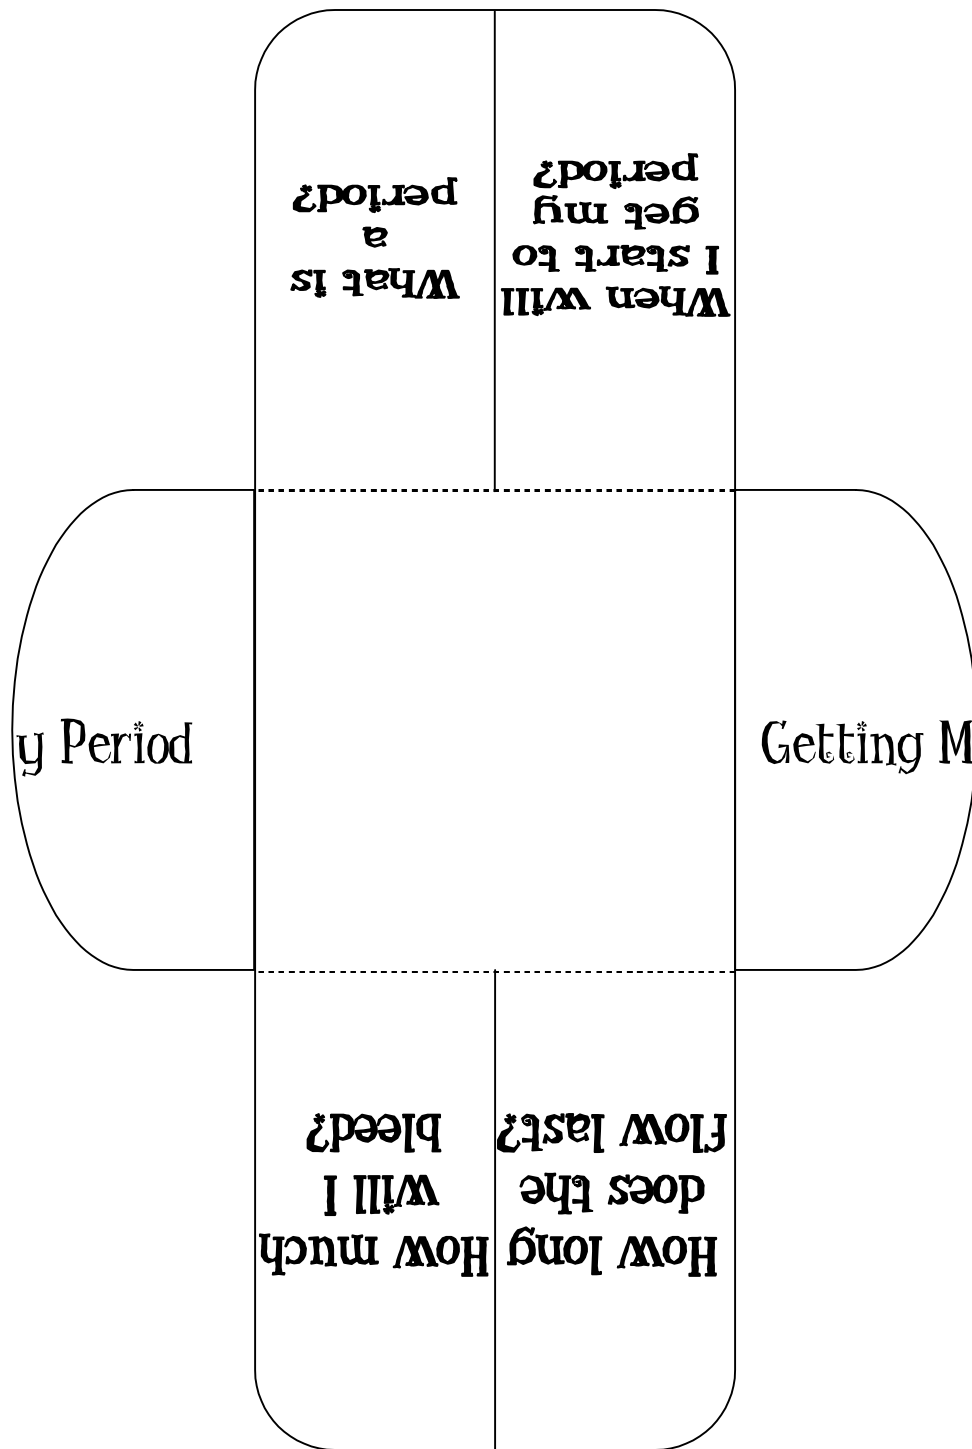 What is
a
period?
When will
I start to
get my
period?
y Period
Getting M
How much
will I
bleed?
How long
does the
flow last?